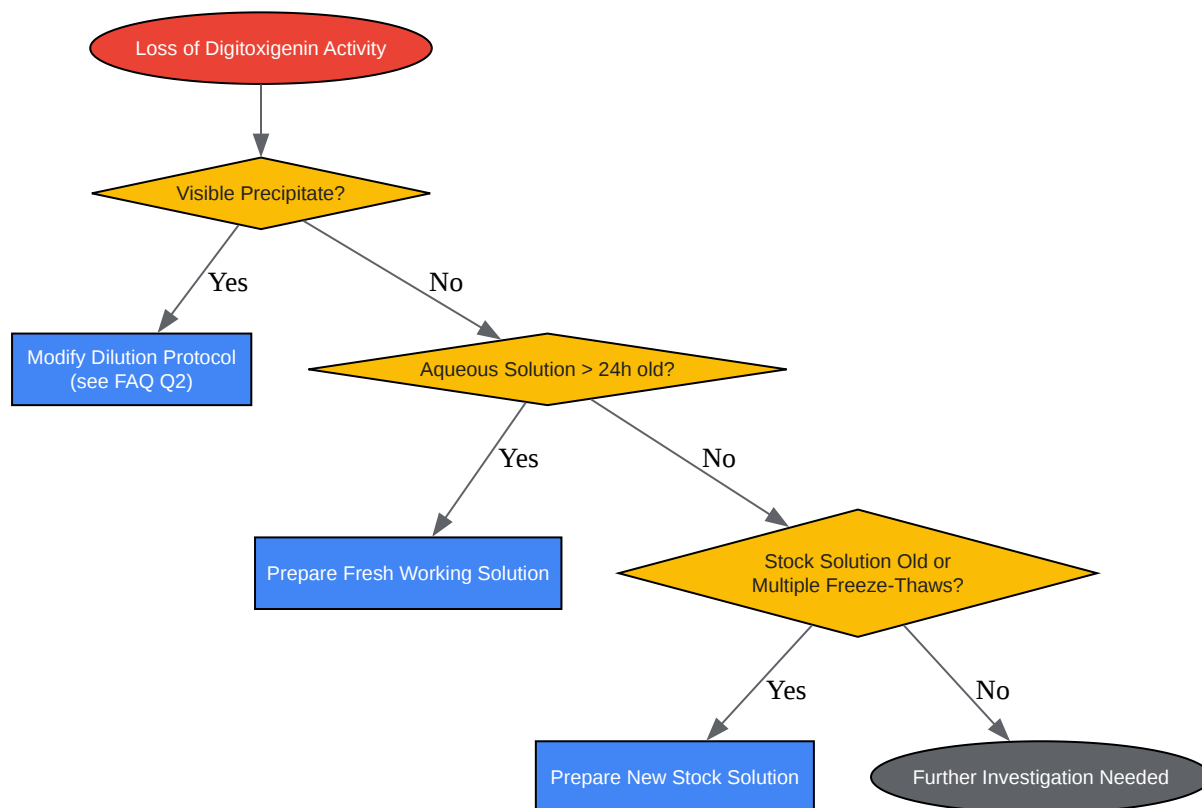 Loss of Digitoxigenin Activity
Visible Precipitate?
Yes
No
Modify Dilution Protocol
(see FAQ Q2)
Aqueous Solution > 24h old?
Yes
No
Prepare Fresh Working Solution
Stock Solution Old or
Multiple Freeze-Thaws?
Yes
No
Prepare New Stock Solution
Further Investigation Needed